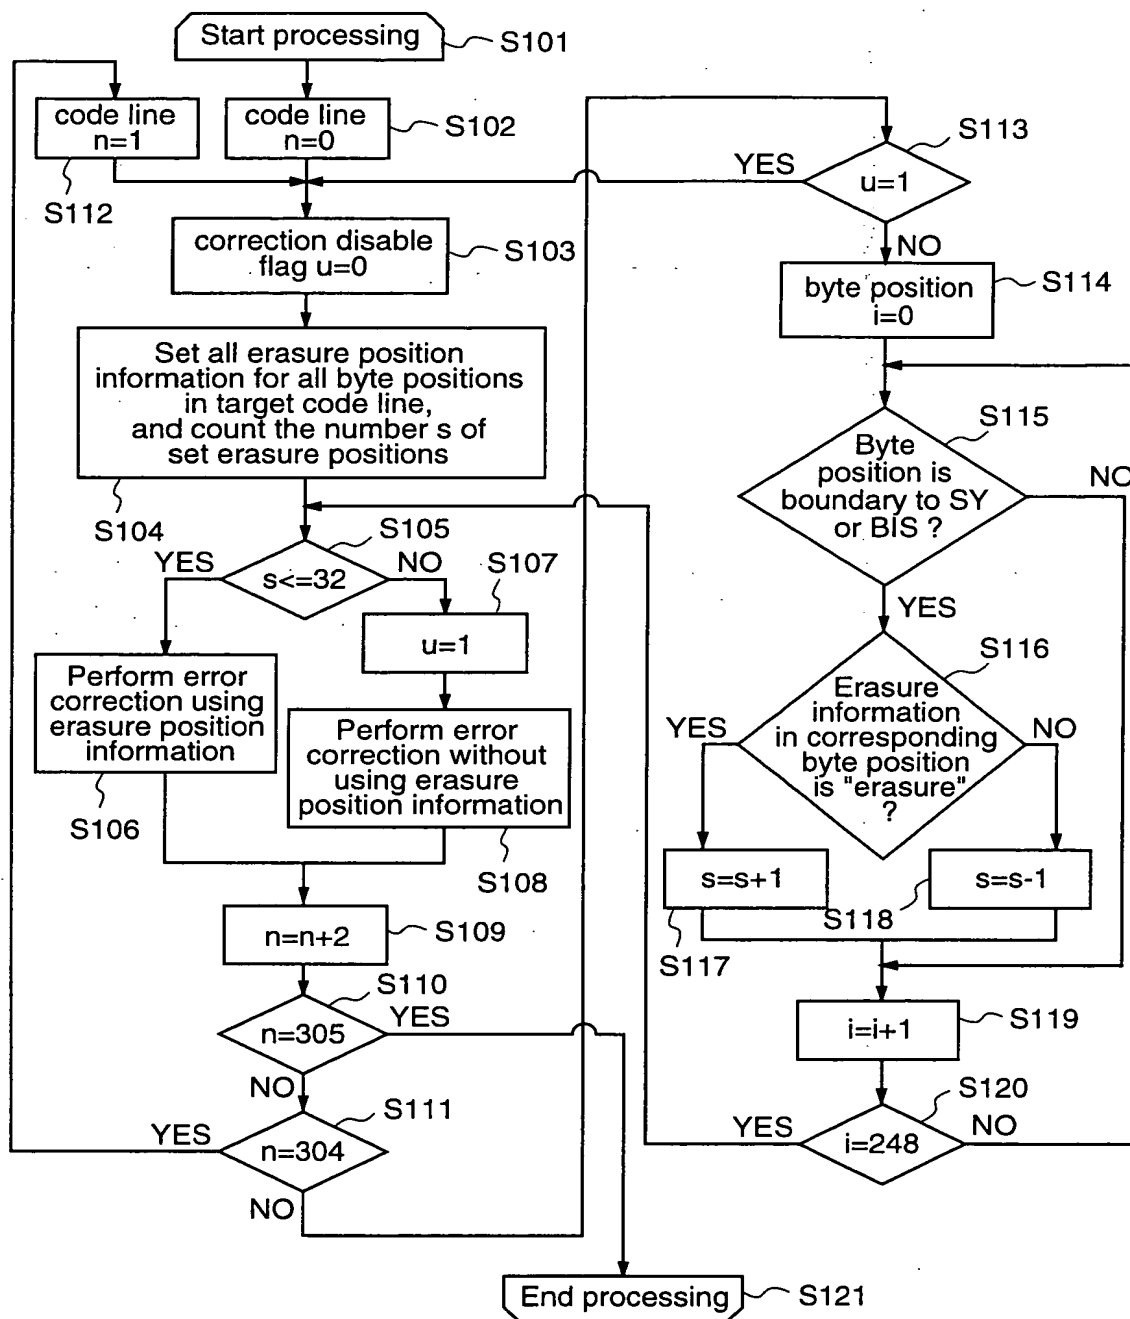 Start processing
S101
code line
n=1
S112
code line
n=0
S102
correction disable
flag u=0
S103
Set all erasure position
information for all byte positions
in target code line,
and count the number s of
set erasure positions
S104
S105
YES
NO
s<=32
S107
u=1
Perform error
correction using
erasure position
information
S106
Perform error
correction without
using erasure
position information
S108
n=n+2
S109
S110
n=305
YES
NO
S111
YES
n=304
NO
S113
YES
u=1
NO
byte position
i=0
S114
S115
Byte
position is
boundary to SY
or BIS ?
NO
YES
S116
Erasure
information
in corresponding
byte position
is "erasure"
?
YES
NO
s=s+1
S117
s=s-1
S118
i=i+1
S119
S120
YES
i=248
NO
End processing
S121